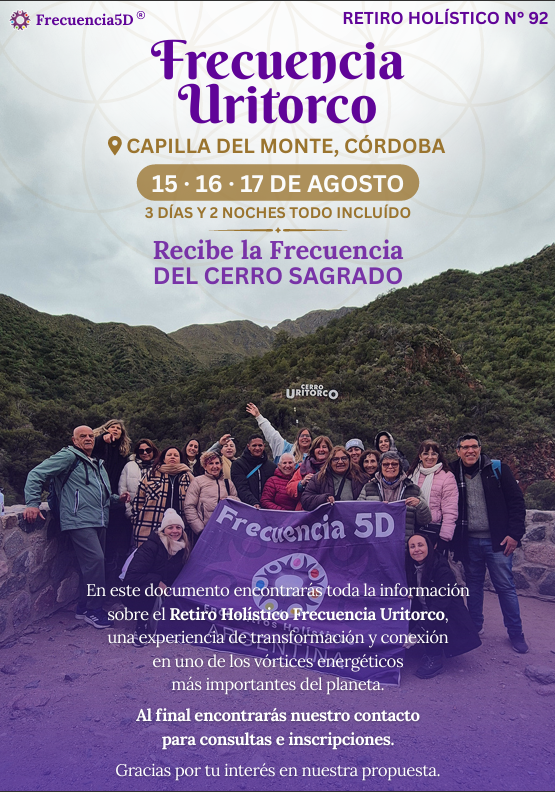 Frecuencia5D ®
RETIRO HOLÍSTICO Nº 92
Frecuencia
Uritorco
CAPILLA DEL MONTE, CÓRDOBA
15 · 16 · 17 DE AGOSTO
3 DÍAS Y 2 NOCHES TODO INCLUÍDO
Recibe la Frecuencia
DEL CERRO SAGRADO
CERRO
URITORCO
Frecuencia 5D
En este documento encontrarás toda la información
sobre el Retiro Holístico Frecuencia Uritorco,
una experiencia de transformación y conexión
en uno de los vórtices energéticos
más importantes del planeta.
ARGENTINA
Al final encontrarás nuestro contacto
para consultas e inscripciones.
Gracias por tu interés en nuestra propuesta.